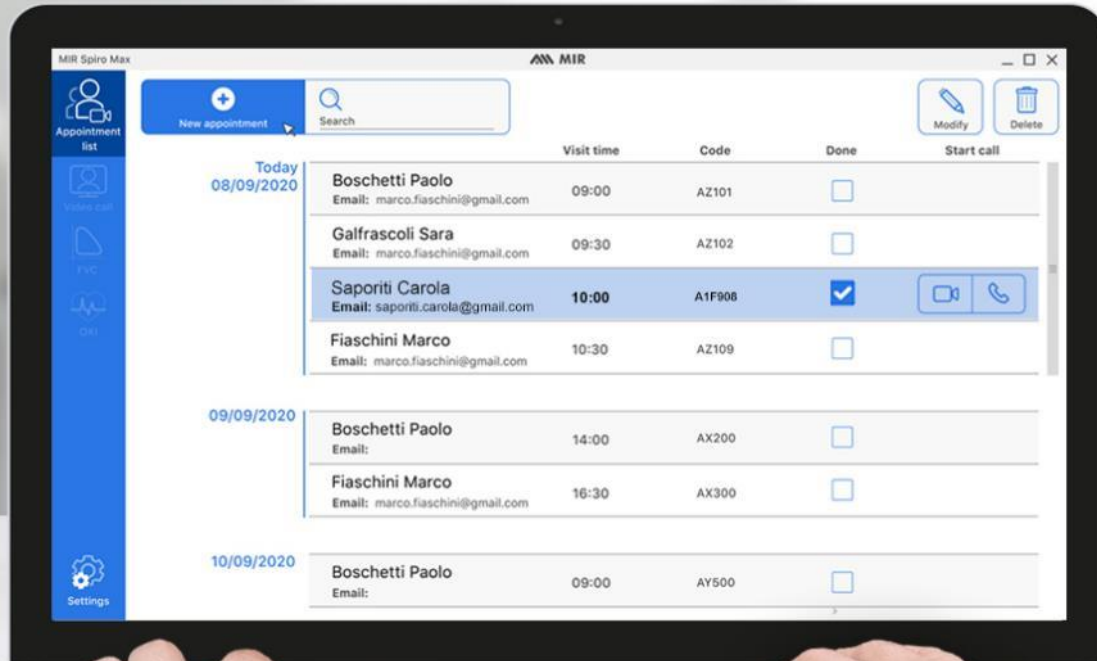 MIR Spiro Max
MIR
Appointment list
New appointment
Search
Modify
Delete
Visit time
Code
Done
Start call
Today
08/09/2020
Boschetti Paolo
Email: marco.fiaschini@gmail.com
09:00
AZ101
Galfrascoli Sara
Email: marco.fiaschini@gmail.com
09:30
AZ102
Saporiti Carola
Email: saporiti.carola@gmail.com
10:00
A1F908
Fiaschini Marco
Email: marco.fiaschini@gmail.com
10:30
AZ109
09/09/2020
Boschetti Paolo
Email:
14:00
AX200
Fiaschini Marco
Email: marco.fiaschini@gmail.com
16:30
AX300
10/09/2020
Boschetti Paolo
Email:
09:00
AY500
Video call
FVC
OXI
Settings